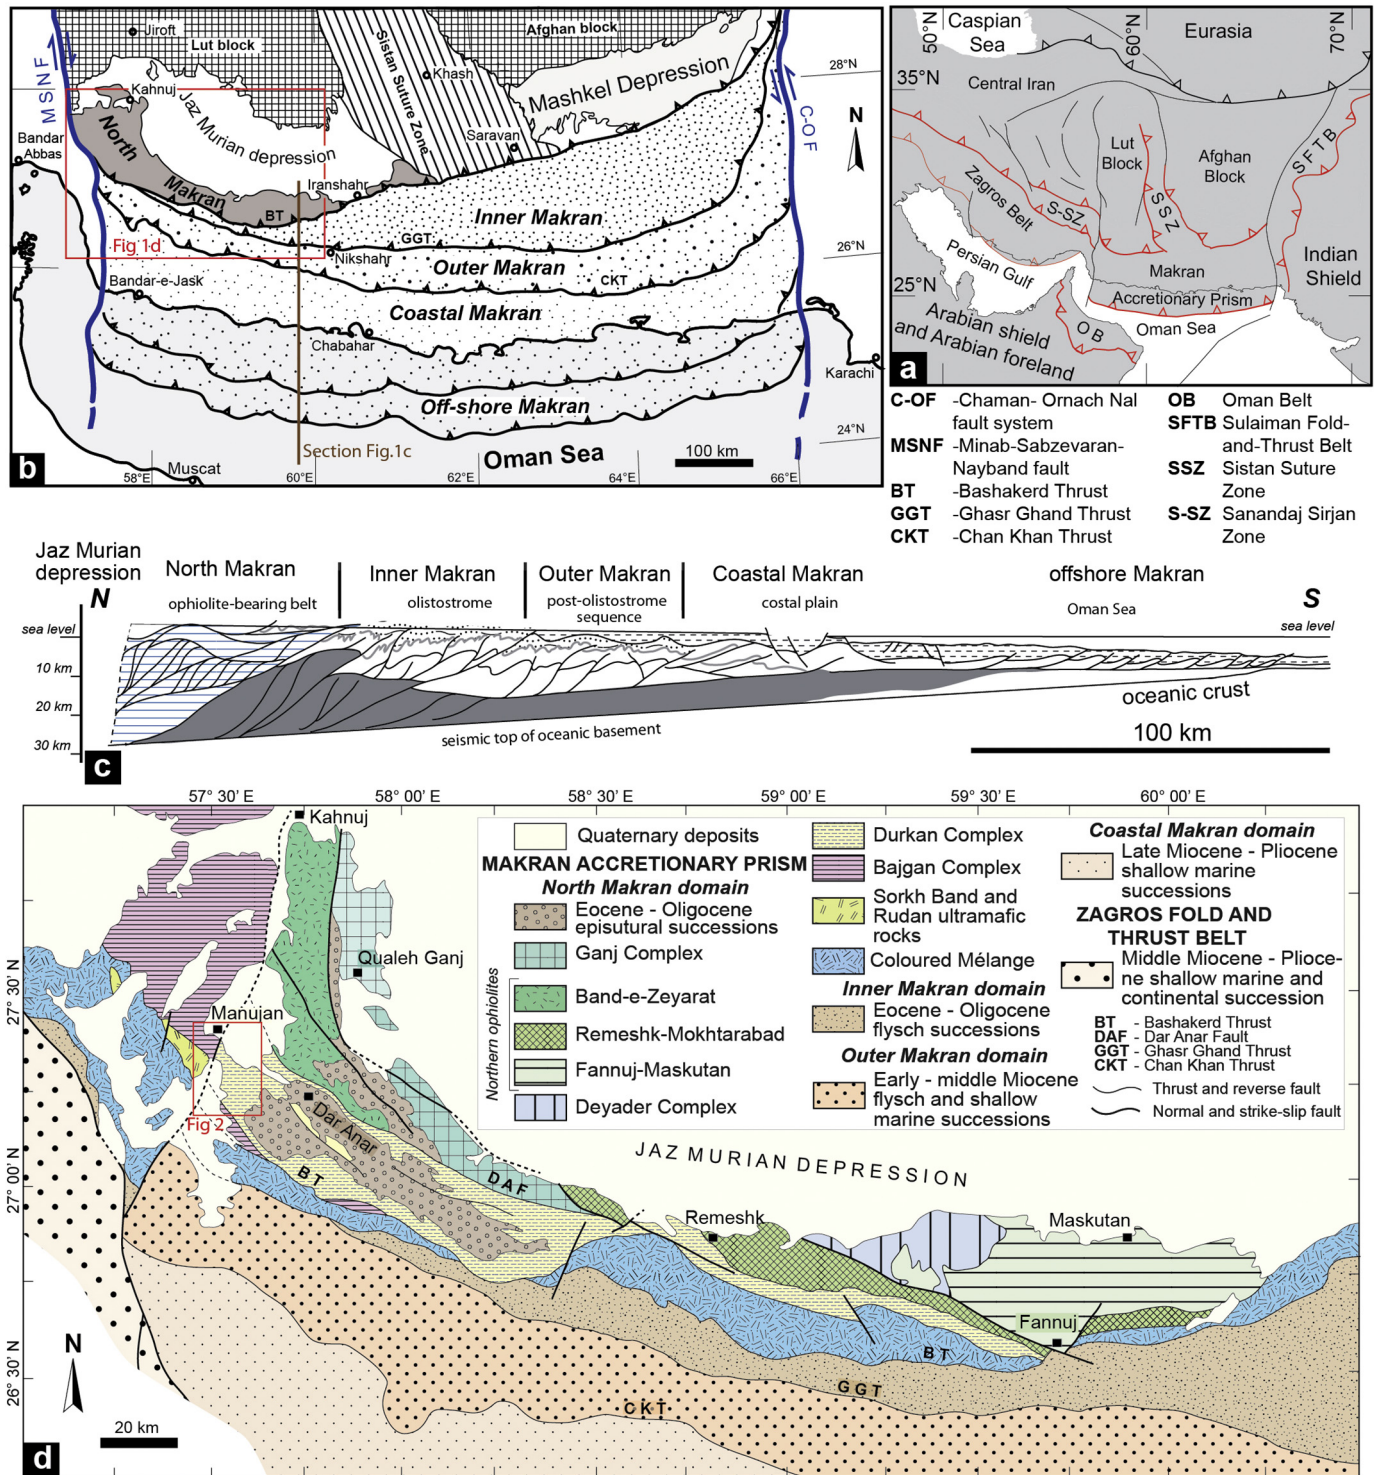 Jiroft
Lut block
Sistan Suture Zone
Afghan block
Khash
Mashkel Depression
28°N
MSNF
Kahnuj
Jaz Murian depression
Saravan
C-OF
N
Bandar
Abbas
North
Makran
Iranshahr
BT
Inner Makran
GGT
Fig 1d
Nikshahr
26°N
Outer Makran
CKT
Bandar-e-Jask
Coastal Makran
Chabahar
Karachi
Off-shore Makran
24°N
Section Fig.1c
Oman Sea
100 km
b
Muscat
58°E
60°E
62°E
64°E
66°E
50°N
Caspian
Sea
60°N
Eurasia
70°N
35°N
Central Iran
Lut
Block
Afghan
Block
SFTB
Zagros Belt
S-SZ
SSZ
Indian
Shield
Persian Gulf
Makran
25°N
Accretionary Prism
Oman Sea
Arabian shield
and Arabian foreland
OB
a
C-OF -Chaman- Ornach Nal
fault system
MSNF -Minab-Sabzevaran-
Nayband fault
BT -Bashakerd Thrust
GGT -Ghasr Ghand Thrust
CKT -Chan Khan Thrust
OB Oman Belt
SFTB Sulaiman Fold-
and-Thrust Belt
SSZ Sistan Suture
Zone
S-SZ Sanandaj Sirjan
Zone
Jaz Murian
depression
North Makran
Inner Makran
Outer Makran
Coastal Makran
offshore Makran
N
ophiolite-bearing belt
olistostrome
post-olistostrome
sequence
costal plain
Oman Sea
S
sea level
sea level
10 km
20 km
30 km
oceanic crust
seismic top of oceanic basement
100 km
c
57° 30' E
58° 00' E
58° 30' E
59° 00' E
59° 30' E
60° 00' E
Kahnuj
Qualeh Ganj
27° 30' N
Manujan
Fig 2
Dar Anar
BT
DAF
27° 00' N
JAZ MURIAN DEPRESSION
Remeshk
Maskutan
Fannuj
BT
GGT
CKT
26° 30' N
N
20 km
d
Quaternary deposits
MAKRAN ACCRETIONARY PRISM
North Makran domain
Eocene - Oligocene
episutural successions
Ganj Complex
Northern ophiolites
Band-e-Zeyarat
Remeshk-Mokhtarabad
Fannuj-Maskutan
Deyader Complex
Durkan Complex
Bajgan Complex
Sorkh Band and
Rudan ultramafic
rocks
Coloured Mélange
Inner Makran domain
Eocene - Oligocene
flysch successions
Outer Makran domain
Early - middle Miocene
flysch and shallow
marine successions
Coastal Makran domain
Late Miocene - Pliocene
shallow marine
successions
ZAGROS FOLD AND
THRUST BELT
Middle Miocene - Plioce-
ne shallow marine and
continental succession
BT - Bashakerd Thrust
DAF - Dar Anar Fault
GGT - Ghasr Ghand Thrust
CKT - Chan Khan Thrust
Thrust and reverse fault
Normal and strike-slip fault